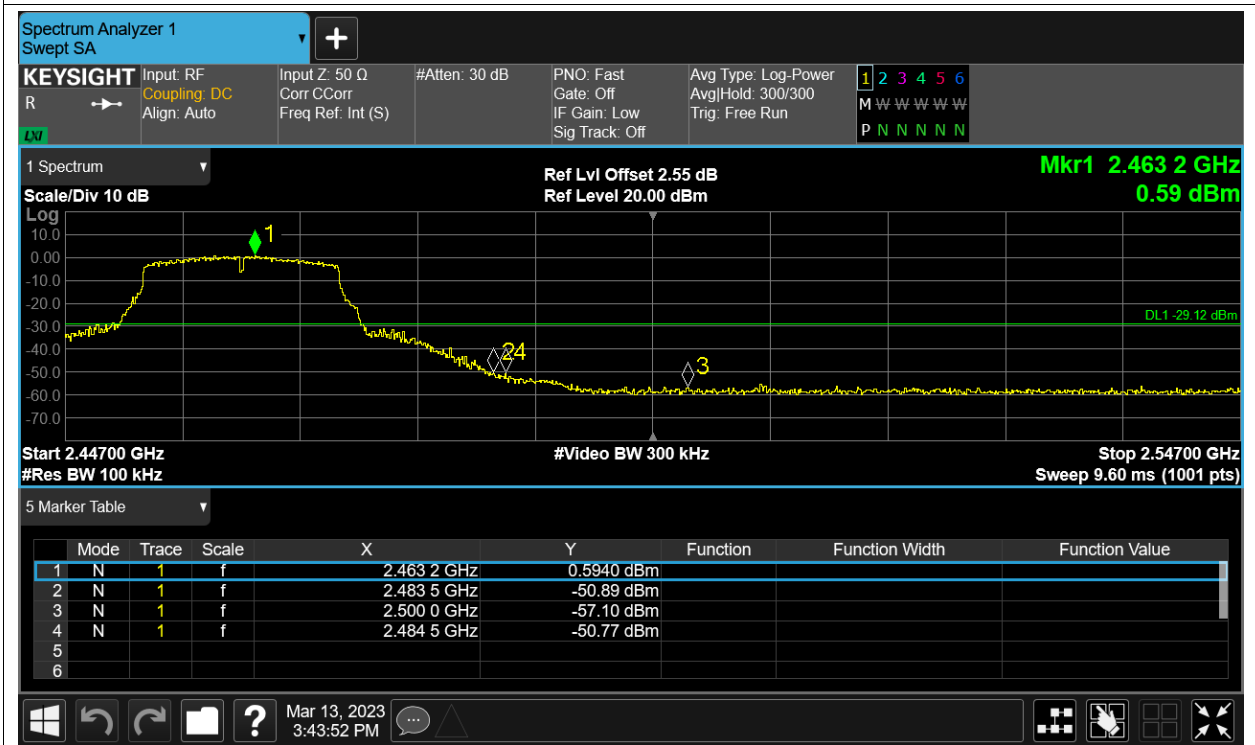 Spectrum Analyzer 1
Swept SA
KEYSIGHT
R
LXI
Input: RF
Coupling: DC
Align: Auto
Input Z: 50 Ω
Corr CCorr
Freq Ref: Int (S)
#Atten: 30 dB
PNO: Fast
Gate: Off
IF Gain: Low
Sig Track: Off
Avg Type: Log-Power
Avg|Hold: 300/300
Trig: Free Run
1 2 3 4 5 6
M W W W W W
P N N N N N
1 Spectrum
Scale/Div 10 dB
Ref Lvl Offset 2.55 dB
Ref Level 20.00 dBm
Mkr1 2.463 2 GHz
0.59 dBm
Log
10.0
0.00
-10.0
-20.0
-30.0
-40.0
-50.0
-60.0
-70.0
1
24
3
DL1 -29.12 dBm
Start 2.44700 GHz
#Res BW 100 kHz
#Video BW 300 kHz
Stop 2.54700 GHz
Sweep 9.60 ms (1001 pts)
5 Marker Table
Mode Trace Scale X Y Function Function Width Function Value
1 N 1 f 2.463 2 GHz 0.5940 dBm
2 N 1 f 2.483 5 GHz -50.89 dBm
3 N 1 f 2.500 0 GHz -57.10 dBm
4 N 1 f 2.484 5 GHz -50.77 dBm
5
6
?
Mar 13, 2023
3:43:52 PM